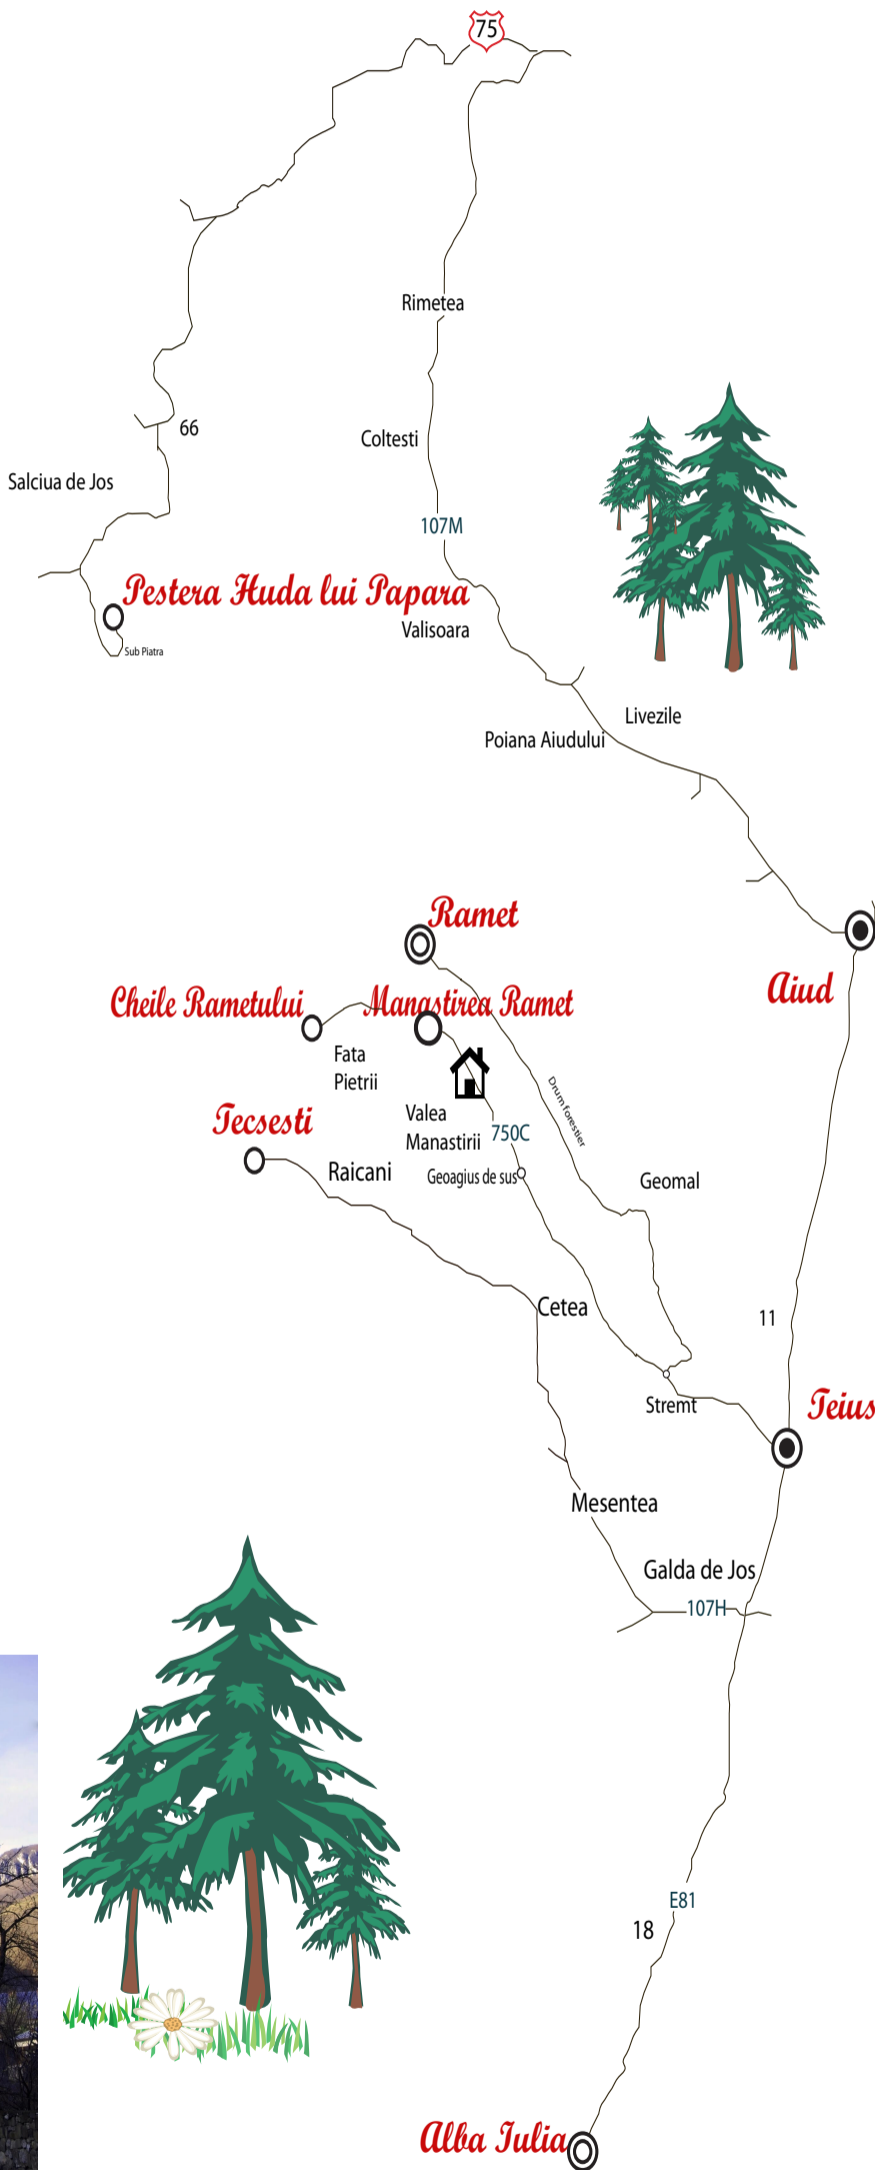 75
Rimetea
66
Coltesti
Salciua de Jos
107M
Pestera Huda lui Papara
Valisoara
Sub Piatra
Livezile
Poiana Aiudului
Ramet
Aiud
Cheile Rametului
Manastirea Ramet
Fata
Pietrii
Drum forestier
Valea
Manastirii
750C
Tecsesti
Raicani
Geoagius de sus
Geomal
Cetea
11
Stremt
Teius
Mesentea
Galda de Jos
107H
E81
18
Alba Iulia